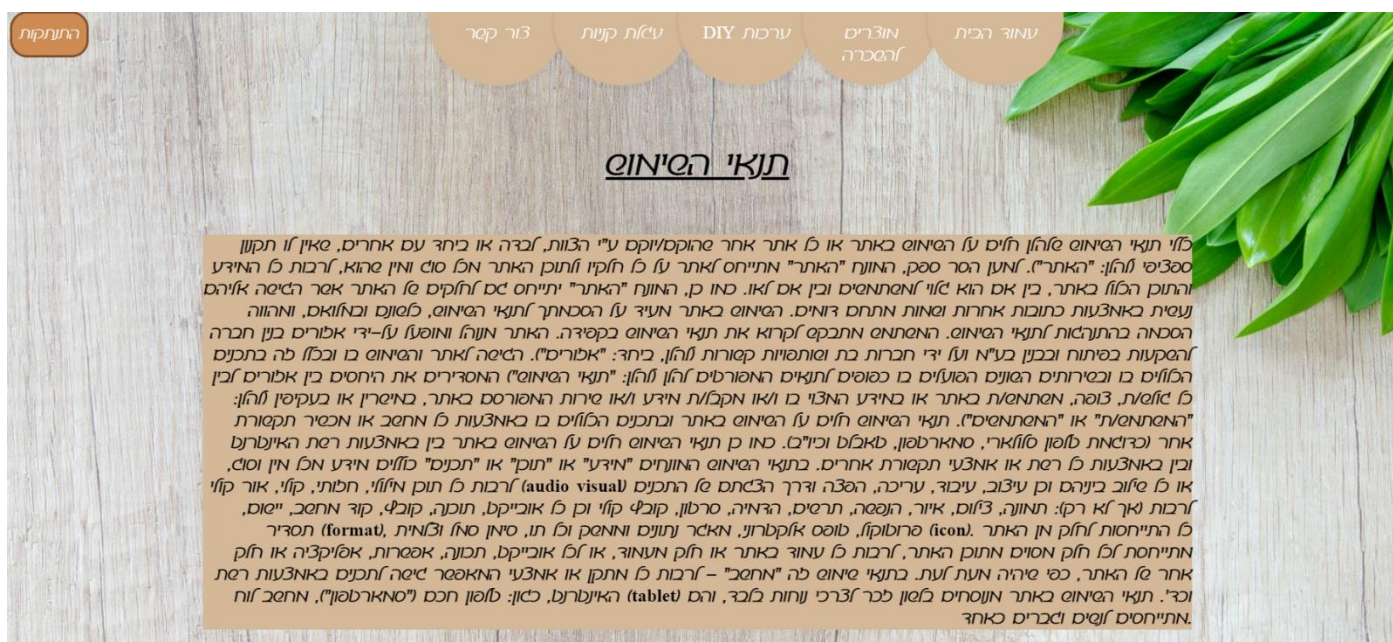 עמוד הבית
מוצרים
להשכרה
ערכות DIY
עגלת קניות
צור קשר
התנתקות
תנאי השימוש
כללי תנאי השימוש שלהלן חלים על השימוש באתר או כל אתר אחר שהוקם/יוקם ע"י הצוות, לבדה או ביחד עם אחרים, שאין לו תקנון
ספציפי (להלן: "האתר"). למען הסר ספק, המונח "האתר" מתייחס לאתר על כל חלקיו ולתוכן האתר מכל סוג ומין שהוא, לרבות כל המידע
והתוכן הכלול באתר, בין אם הוא גלוי למשתמשים ובין אם לאו. כמו כן, המונח "האתר" יתייחס גם לחלקים של האתר אשר הגישה אליהם
נעשית באמצעות כתובות אחרות ושמות מתחם דומים. השימוש באתר מעיד על הסכמתך לתנאי השימוש, כלשונם ובמלואם, ומהווה
הסכמה בהתנהגות לתנאי השימוש. המשתמש מתבקש לקרוא את תנאי השימוש בקפידה. האתר מנוהל ומופעל על-ידי אפורים בנין חברה
להשקעות בפיתוח ובבנין בע"מ ועל ידי חברות בת ושותפויות קשורות (להלן, ביחד: "אפורים"). הגישה לאתר והשימוש בו ובכלל זה בתכנים
הכלולים בו ובשירותים השונים הפועלים בו כפופים לתנאים המפורטים להלן (להלן: "תנאי השימוש") המסדירים את היחסים בין אפורים לבין
כל גולש/ת, צופה, משתמש/ת באתר או במידע המצוי בו ו/או מקבל/ת מידע ו/או שירות המפורסם באתר, במישרין או בעקיפין (להלן:
"המשתמש/ת" או "המשתמשים"). תנאי השימוש חלים על השימוש באתר ובתכנים הכלולים בו באמצעות כל מחשב או מכשיר תקשורת
אחר (כדוגמת טלפון סלולארי, סמארטפון, טאבלט וכיו"ב). כמו כן תנאי השימוש חלים על השימוש באתר בין באמצעות רשת האינטרנט
ובין באמצעות כל רשת או אמצעי תקשורת אחרים. בתנאי השימוש המונחים "מידע" או "תוכן" או "תכנים" כוללים מידע מכל מין וסוג,
או כל שילוב ביניהם וכן עיצוב, עיבוד, עריכה, הפצה ודרך הצגתם של התכנים (audio visual) לרבות כל תוכן מילולי, חזותי, קולי, אור קולי
לרבות (אך לא רק): תמונה, צילום, איור, הנפשה, תרשים, הדמיה, סרטון, קובץ קולי וכן כל אובייקט, תוכנה, קובץ, קוד מחשב, יישום,
כל התייחסות לחלק מן האתר .(icon) פרוטוקול, טופס אלקטרוני, מאגר נתונים וממשק וכל תו, סימן סמל וצלמית ,(format) תסדיר
מתייחסת לכל חלק מסוים מתוכן האתר, לרבות כל עמוד באתר או חלק מעמוד, או לכל אובייקט, תכונה, אפשרות, אפליקציה או חלק
אחר של האתר, כפי שיהיה מעת לעת. בתנאי שימוש זה "מחשב" – לרבות כל מתקן או אמצעי המאפשר גישה לתכנים באמצעות רשת
וכד'. תנאי השימוש באתר מנוסחים בלשון זכר לצרכי נוחות בלבד, והם (tablet) האינטרנט, כגון: טלפון חכם ("סמארטפון"), מחשב לוח
.מתייחסים לנשים וגברים כאחד